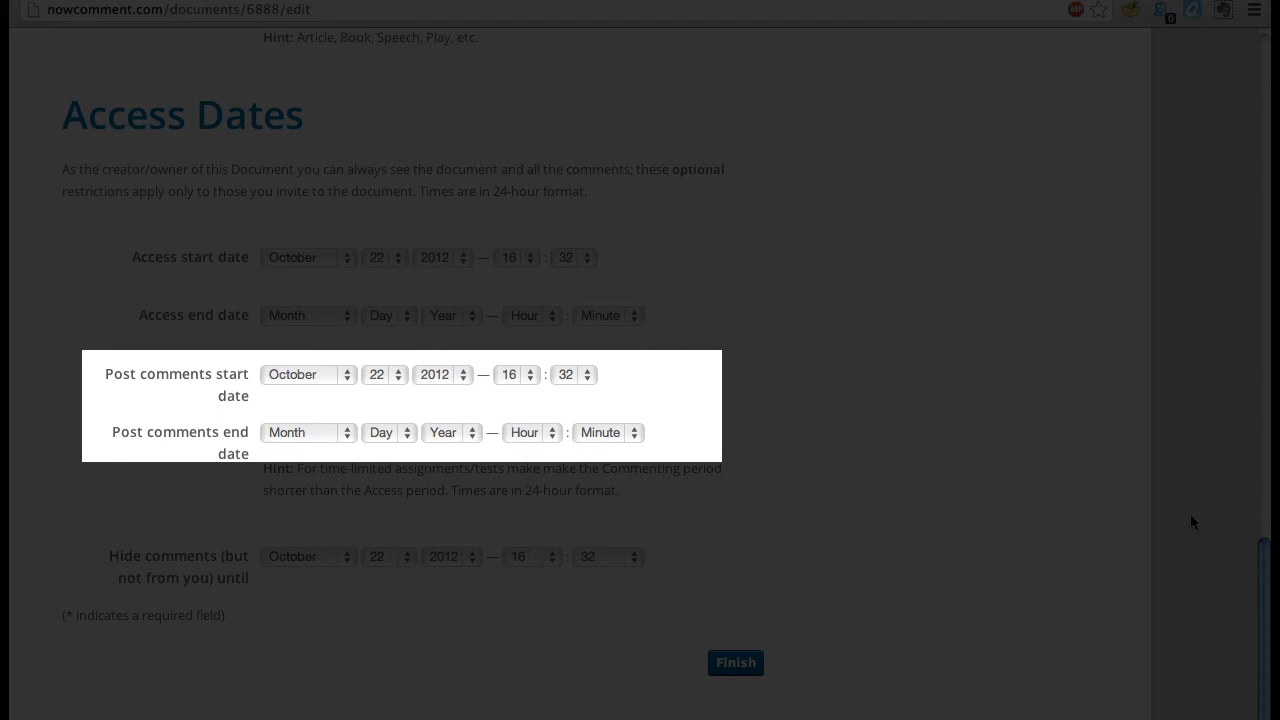 nowcomment.com/documents/6888/edit
ABP
0
Hint: Article, Book, Speech, Play, etc.
Access Dates
As the creator/owner of this Document you can always see the document and all the comments; these optional
restrictions apply only to those you invite to the document. Times are in 24-hour format.
Access start date October 22 2012 — 16 : 32
Access end date Month Day Year — Hour : Minute
Post comments start October 22 2012 — 16 : 32
date
Post comments end Month Day Year — Hour : Minute
date
Hint: For time-limited assignments/tests make make the Commenting period
shorter than the Access period. Times are in 24-hour format.
Hide comments (but October 22 2012 — 16 : 32
not from you) until
(* indicates a required field)
Finish